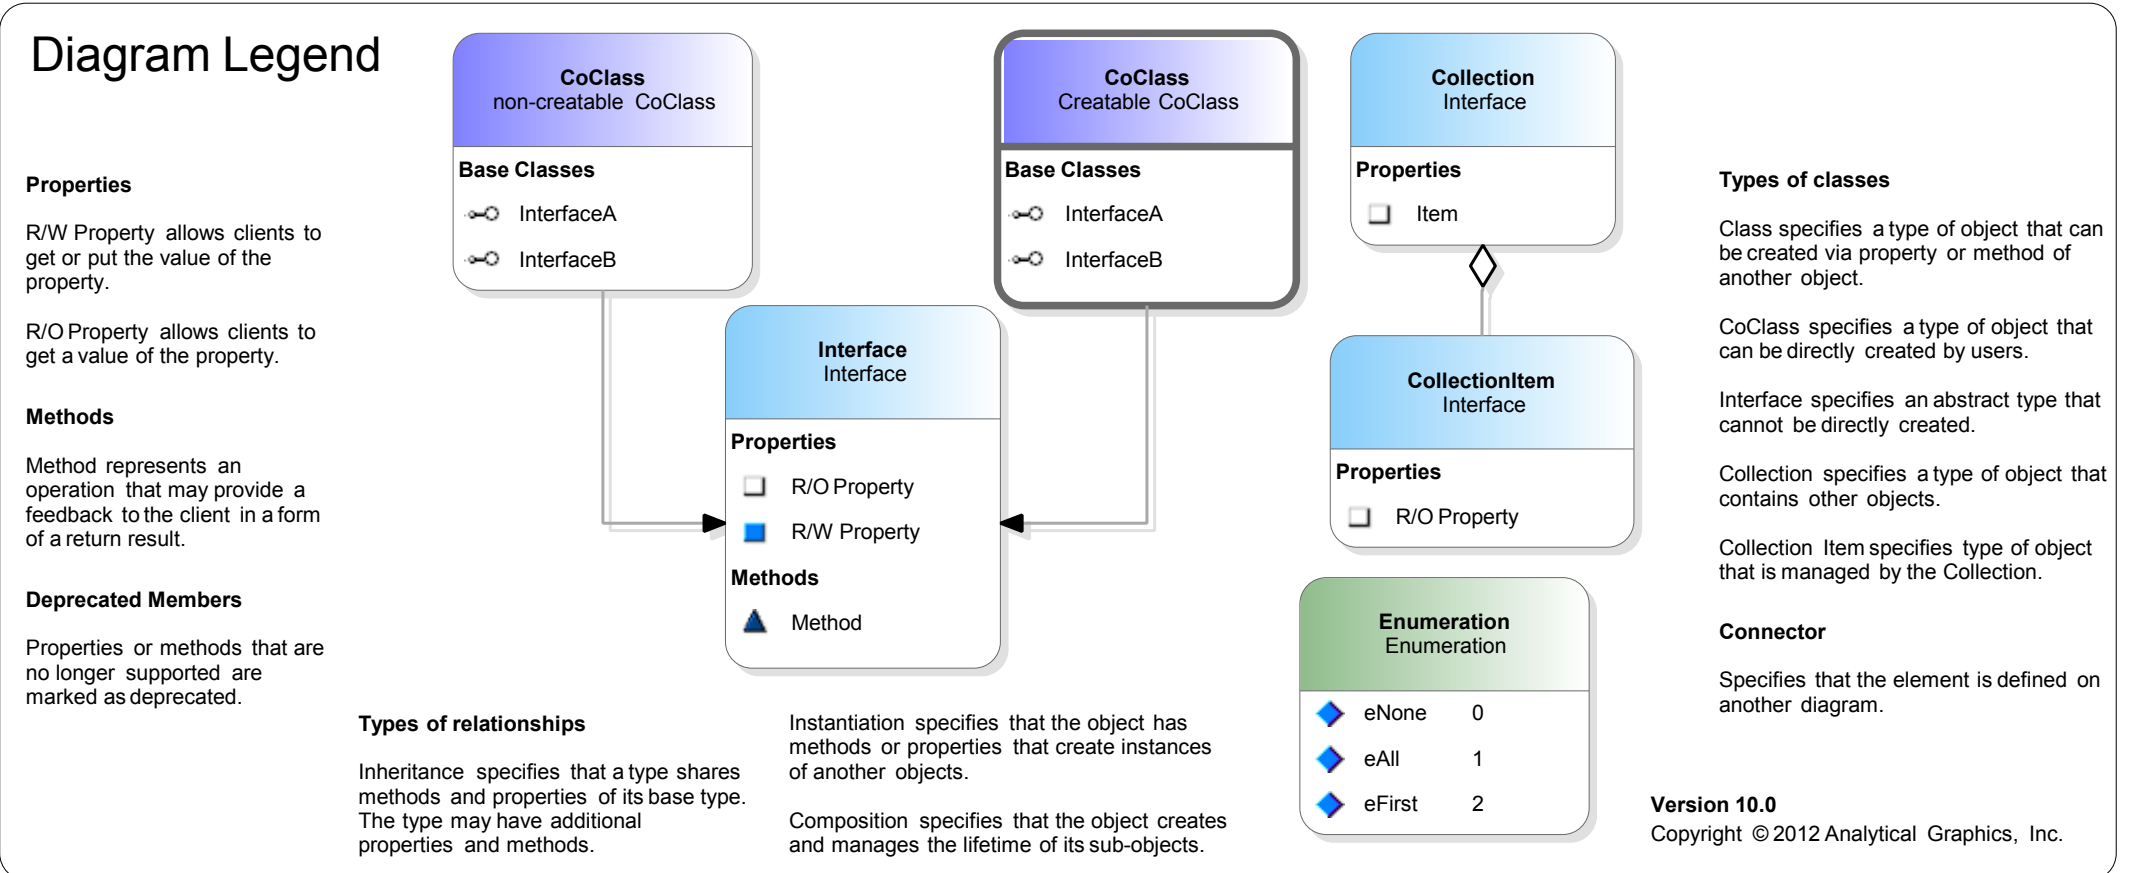 Diagram Legend
Properties
R/W Property allows clients to
get or put the value of the
property.
R/O Property allows clients to
get a value of the property.
Methods
Method represents an
operation that may provide a
feedback to the client in a form
of a return result.
Deprecated Members
Properties or methods that are
no longer supported are
marked as deprecated.
CoClass
non-creatable CoClass
Base Classes
InterfaceA
InterfaceB
Interface
Interface
Properties
R/O Property
R/W Property
Methods
Method
CoClass
Creatable CoClass
Base Classes
InterfaceA
InterfaceB
Collection
Interface
Properties
Item
CollectionItem
Interface
Properties
R/O Property
Enumeration
Enumeration
eNone 0
eAll 1
eFirst 2
Types of relationships
Inheritance specifies that a type shares
methods and properties of its base type.
The type may have additional
properties and methods.
Instantiation specifies that the object has
methods or properties that create instances
of another objects.
Composition specifies that the object creates
and manages the lifetime of its sub-objects.
Types of classes
Class specifies a type of object that can
be created via property or method of
another object.
CoClass specifies a type of object that
can be directly created by users.
Interface specifies an abstract type that
cannot be directly created.
Collection specifies a type of object that
contains other objects.
Collection Item specifies type of object
that is managed by the Collection.
Connector
Specifies that the element is defined on
another diagram.
Version 10.0
Copyright © 2012 Analytical Graphics, Inc.